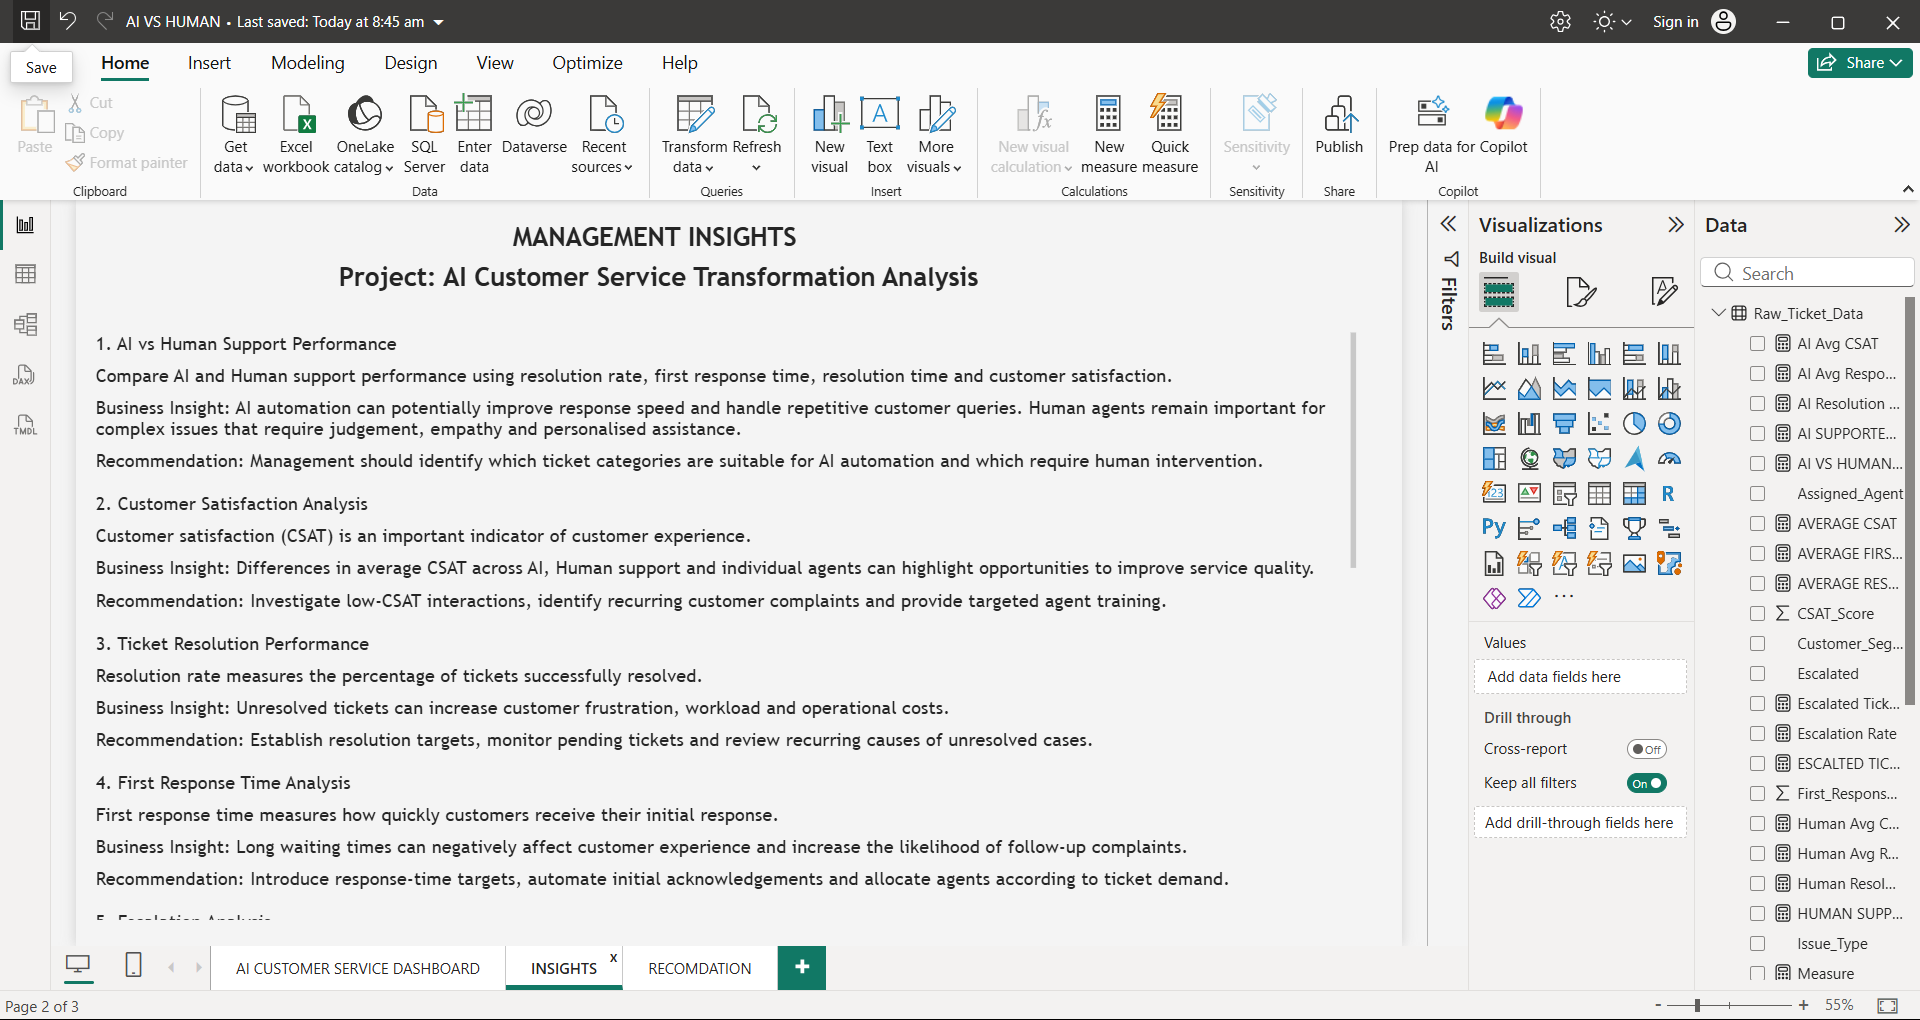 AI VS HUMAN • Last saved: Today at 8:45 am
Sign in
Save
Home
Insert
Modeling
Design
View
Optimize
Help
Share
Paste
Cut
Copy
Format painter
Clipboard
Get data
Excel workbook
OneLake catalog
SQL Server
Enter data
Dataverse
Recent sources
Data
Transform data
Refresh
Queries
New visual
Text box
More visuals
Insert
New visual calculation
New measure
Quick measure
Calculations
Sensitivity
Sensitivity
Publish
Share
Prep data for AI
Copilot
Copilot
MANAGEMENT INSIGHTS
Project: AI Customer Service Transformation Analysis
1. AI vs Human Support Performance
Compare AI and Human support performance using resolution rate, first response time, resolution time and customer satisfaction.
Business Insight: AI automation can potentially improve response speed and handle repetitive customer queries. Human agents remain important for
complex issues that require judgement, empathy and personalised assistance.
Recommendation: Management should identify which ticket categories are suitable for AI automation and which require human intervention.
2. Customer Satisfaction Analysis
Customer satisfaction (CSAT) is an important indicator of customer experience.
Business Insight: Differences in average CSAT across AI, Human support and individual agents can highlight opportunities to improve service quality.
Recommendation: Investigate low-CSAT interactions, identify recurring customer complaints and provide targeted agent training.
3. Ticket Resolution Performance
Resolution rate measures the percentage of tickets successfully resolved.
Business Insight: Unresolved tickets can increase customer frustration, workload and operational costs.
Recommendation: Establish resolution targets, monitor pending tickets and review recurring causes of unresolved cases.
4. First Response Time Analysis
First response time measures how quickly customers receive their initial response.
Business Insight: Long waiting times can negatively affect customer experience and increase the likelihood of follow-up complaints.
Recommendation: Introduce response-time targets, automate initial acknowledgements and allocate agents according to ticket demand.
5. Escalation Analysis
Filters
Visualizations
Build visual
123
R
Py
Values
Add data fields here
Drill through
Cross-report
Off
Keep all filters
On
Add drill-through fields here
Data
Search
Raw_Ticket_Data
AI Avg CSAT
AI Avg Respo...
AI Resolution ...
AI SUPPORTE...
AI VS HUMAN...
Assigned_Agent
AVERAGE CSAT
AVERAGE FIRS...
AVERAGE RES...
CSAT_Score
Customer_Seg...
Escalated
Escalated Tick...
Escalation Rate
ESCALTED TIC...
First_Respons...
Human Avg C...
Human Avg R...
Human Resol...
HUMAN SUPP...
Issue_Type
Measure
DAX
TMDL
AI CUSTOMER SERVICE DASHBOARD
INSIGHTS
x
RECOMDATION
+
Page 2 of 3
- + 55%